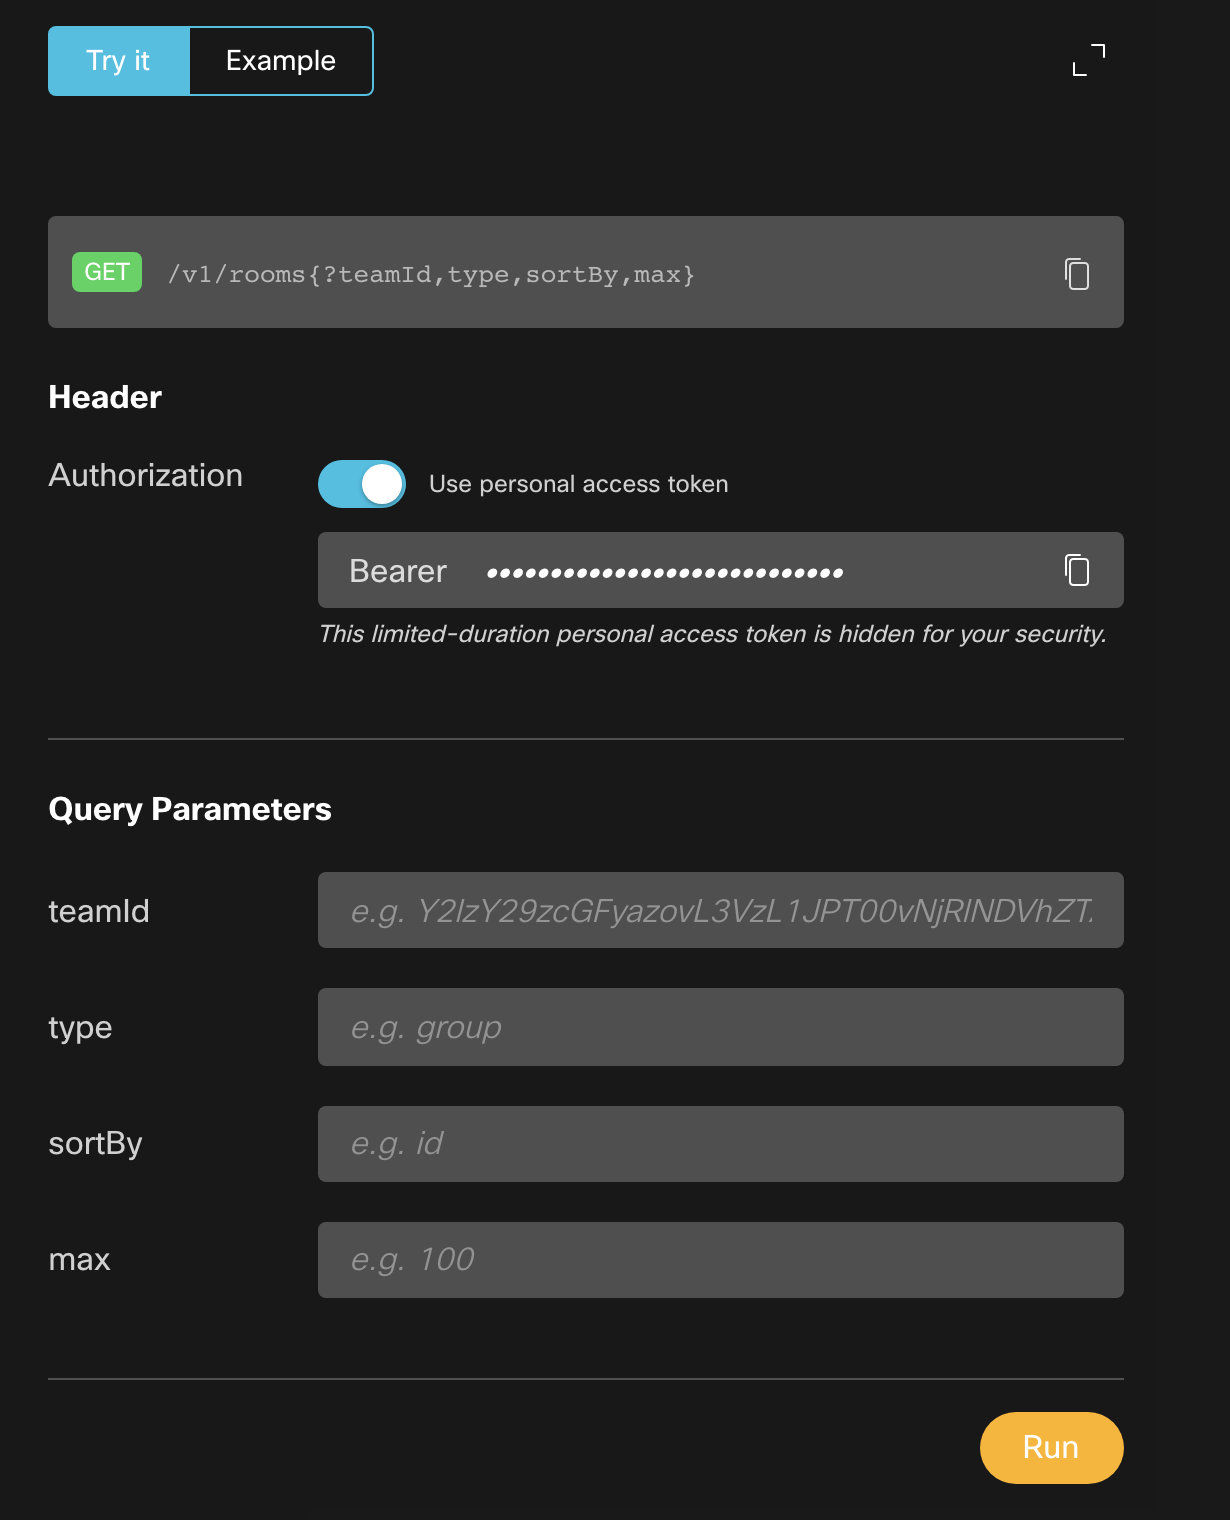 Try it Example
GET /v1/rooms{?teamId,type,sortBy,max}
Header
Authorization Use personal access token
Bearer ••••••••••••••••••••••••••••
This limited-duration personal access token is hidden for your security.
Query Parameters
teamId e.g. Y2lzY29zcGFyazovL3VzL1JPT00vNjRlNDVhZT.
type e.g. group
sortBy e.g. id
max e.g. 100
Run